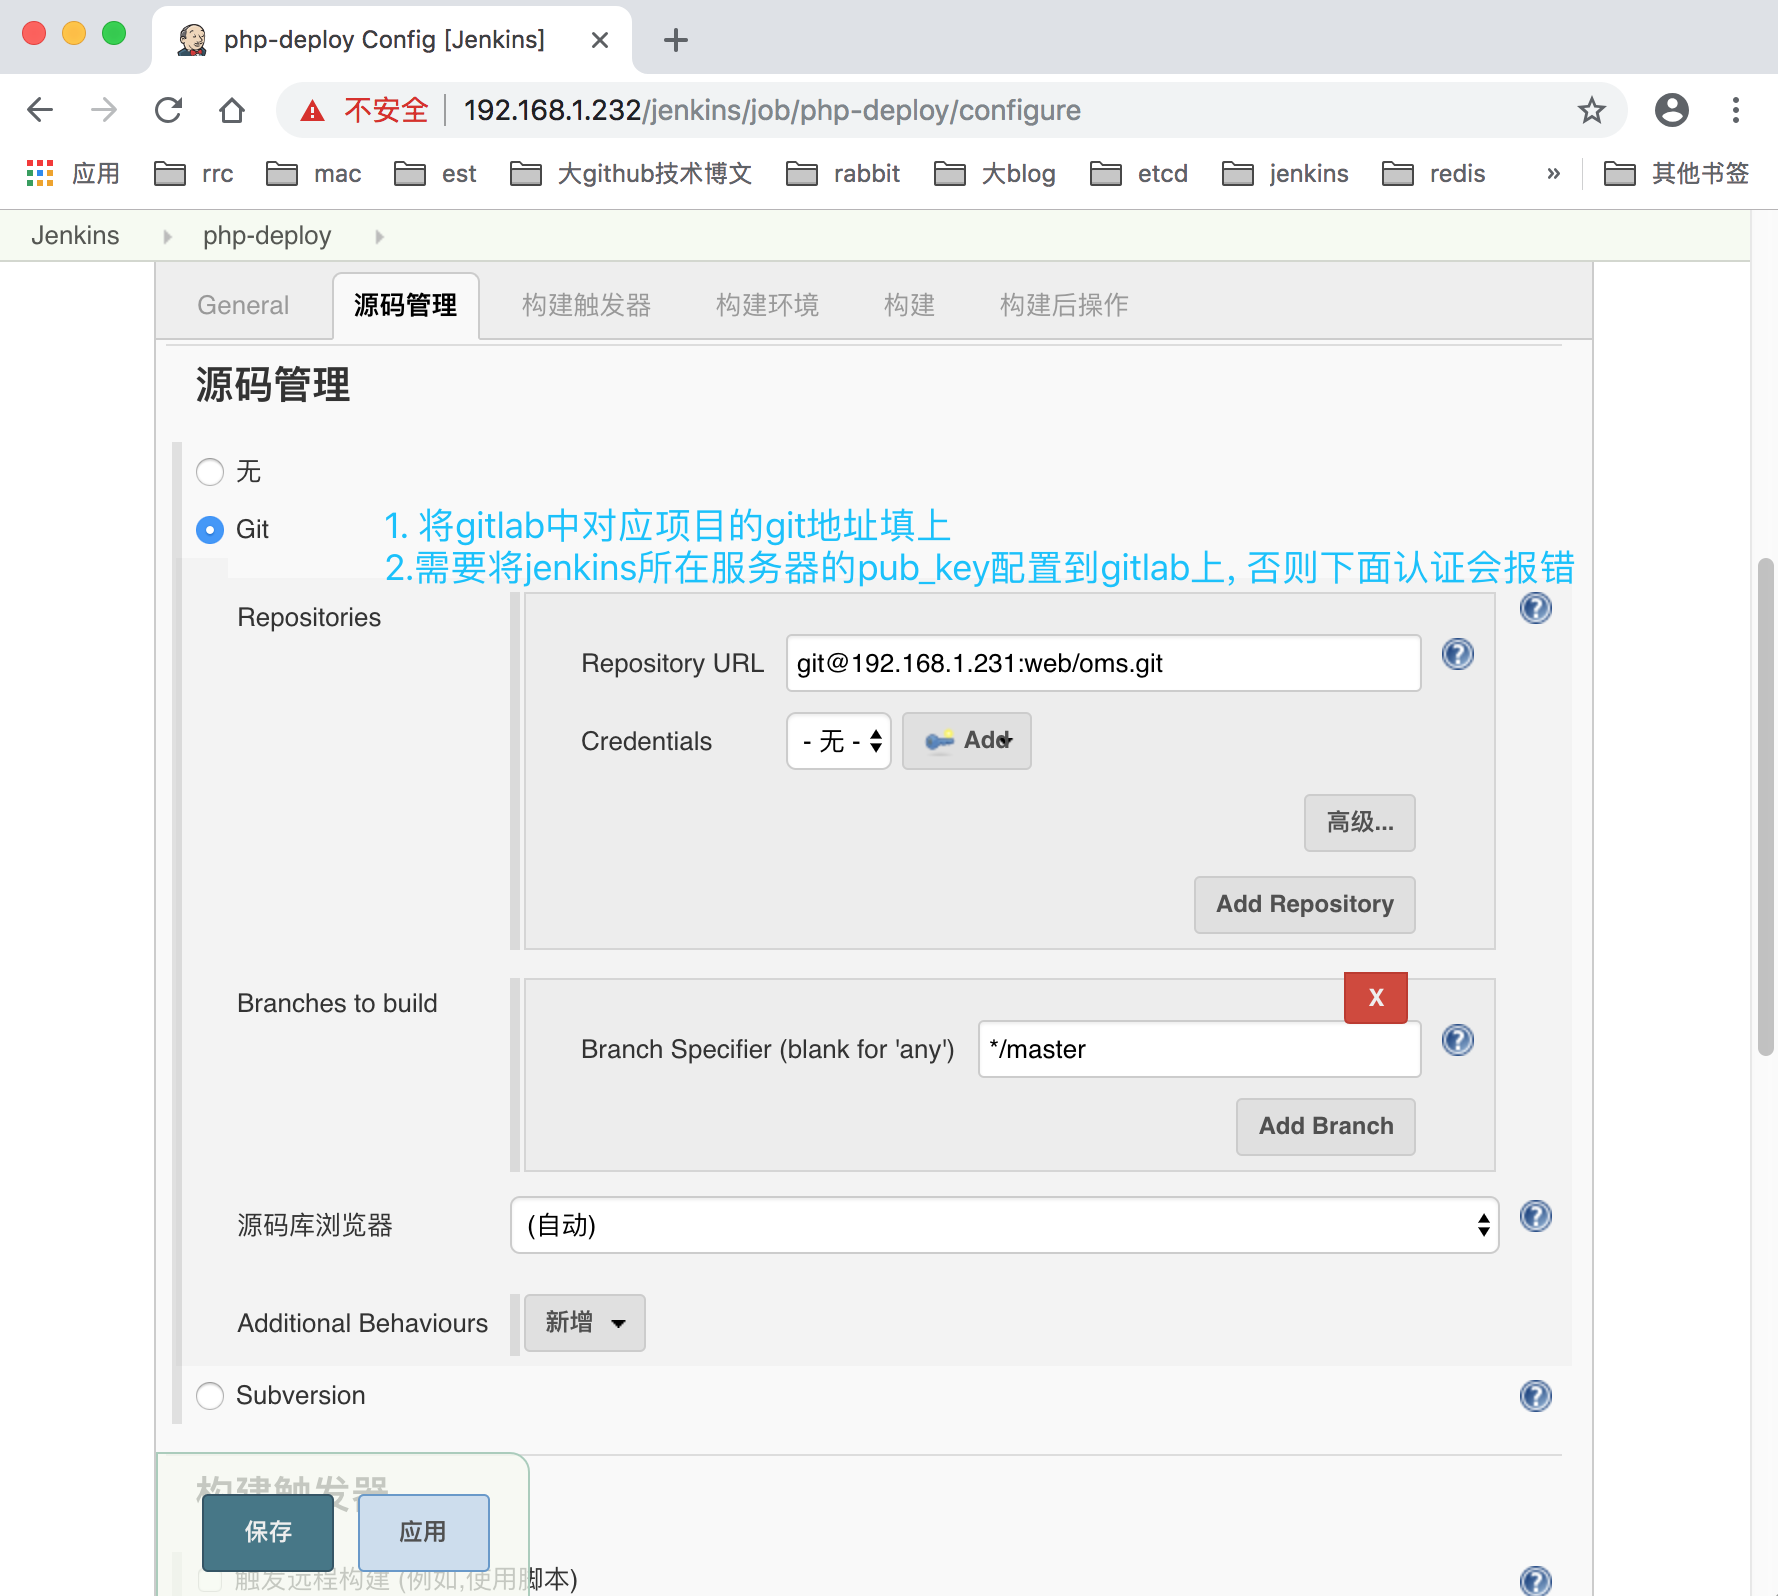 php-deploy Config [Jenkins]
不安全 192.168.1.232/jenkins/job/php-deploy/configure
应用 rrc mac est 大github技术博文 rabbit 大blog etcd jenkins redis » 其他书签
Jenkins php-deploy
General 源码管理 构建触发器 构建环境 构建 构建后操作
源码管理
无
Git
1. 将gitlab中对应项目的git地址填上
2.需要将jenkins所在服务器的pub_key配置到gitlab上, 否则下面认证会报错
Repositories
Repository URL git@192.168.1.231:web/oms.git
Credentials - 无 - Add
高级...
Add Repository
Branches to build
X
Branch Specifier (blank for 'any') */master
Add Branch
源码库浏览器 (自动)
Additional Behaviours 新增
Subversion
构建触发器
保存 应用
触发远程构建 (例如,使用脚本)